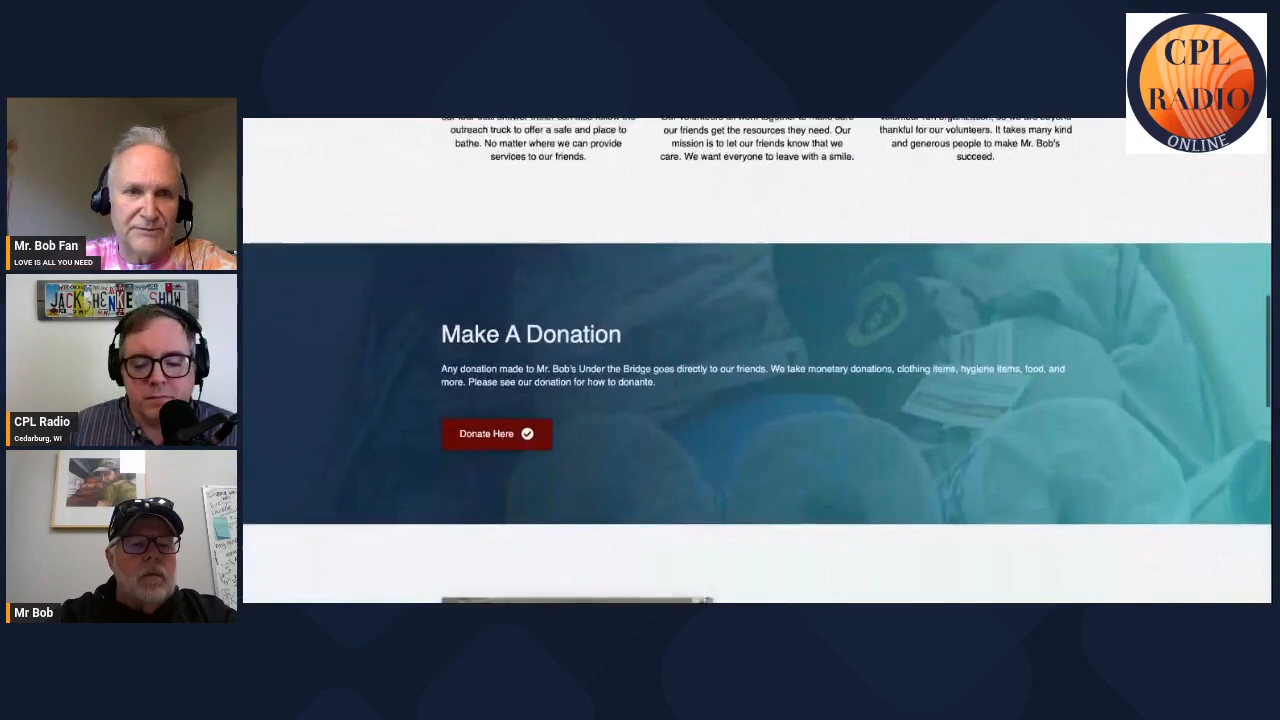 CPL
RADIO
ONLINE
Mr. Bob Fan
LOVE IS ALL YOU NEED
JACK HENKE SHOW
CPL Radio
Cedarburg, WI
Mr Bob
outreach truck to offer a safe and place to
bathe. No matter where we can provide
services to our friends.
our friends get the resources they need. Our
mission is to let our friends know that we
care. We want everyone to leave with a smile.
thankful for our volunteers. It takes many kind
and generous people to make Mr. Bob's
succeed.
Make A Donation
Any donation made to Mr. Bob's Under the Bridge goes directly to our friends. We take monetary donations, clothing items, hygiene items, food, and
more. Please see our donation for how to donante.
Donate Here